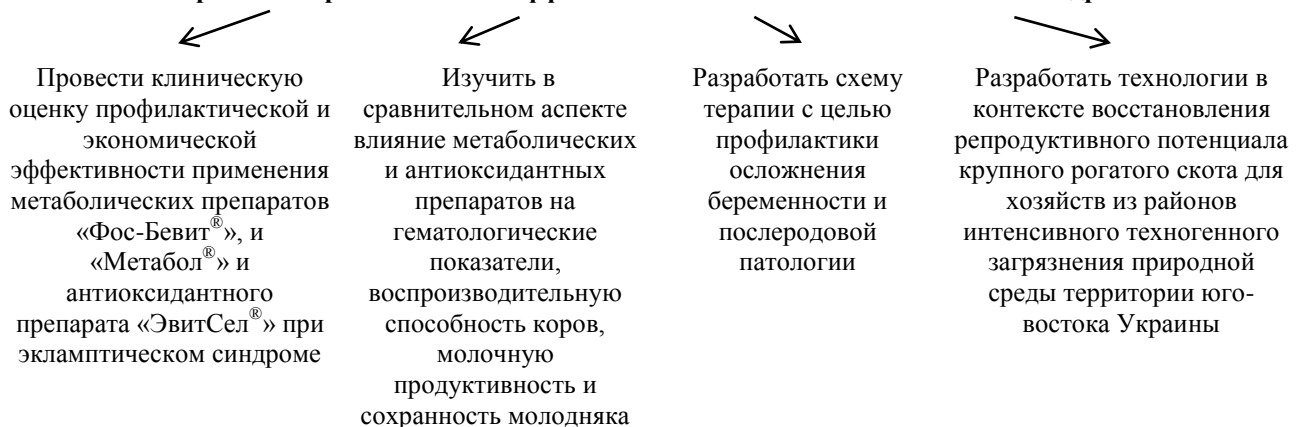 Провести клиническую
оценку профилактической и
экономической
эффективности применения
метаболических препаратов
«Фос-Бевит®», и
«Метабол®» и
антиоксидантного
препарата «ЭвитСел®» при
эклампптическом синдроме
Изучить в
сравнительном аспекте
влияние метаболических
и антиоксидантных
препаратов на
гематологические
показатели,
воспроизводительную
способность коров,
молочную
продуктивность и
сохранность молодняка
Разработать схему
терапии с целью
профилактики
осложнения
беременности и
послеродовой
патологии
Разработать технологии в
контексте восстановления
репродуктивного потенциала
крупного рогатого скота для
хозяйств из районов
интенсивного техногенного
загрязнения природной
среды территории юго-
востока Украины